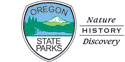 OREGON
STATE
PARKS
Nature
HISTORY
Discovery